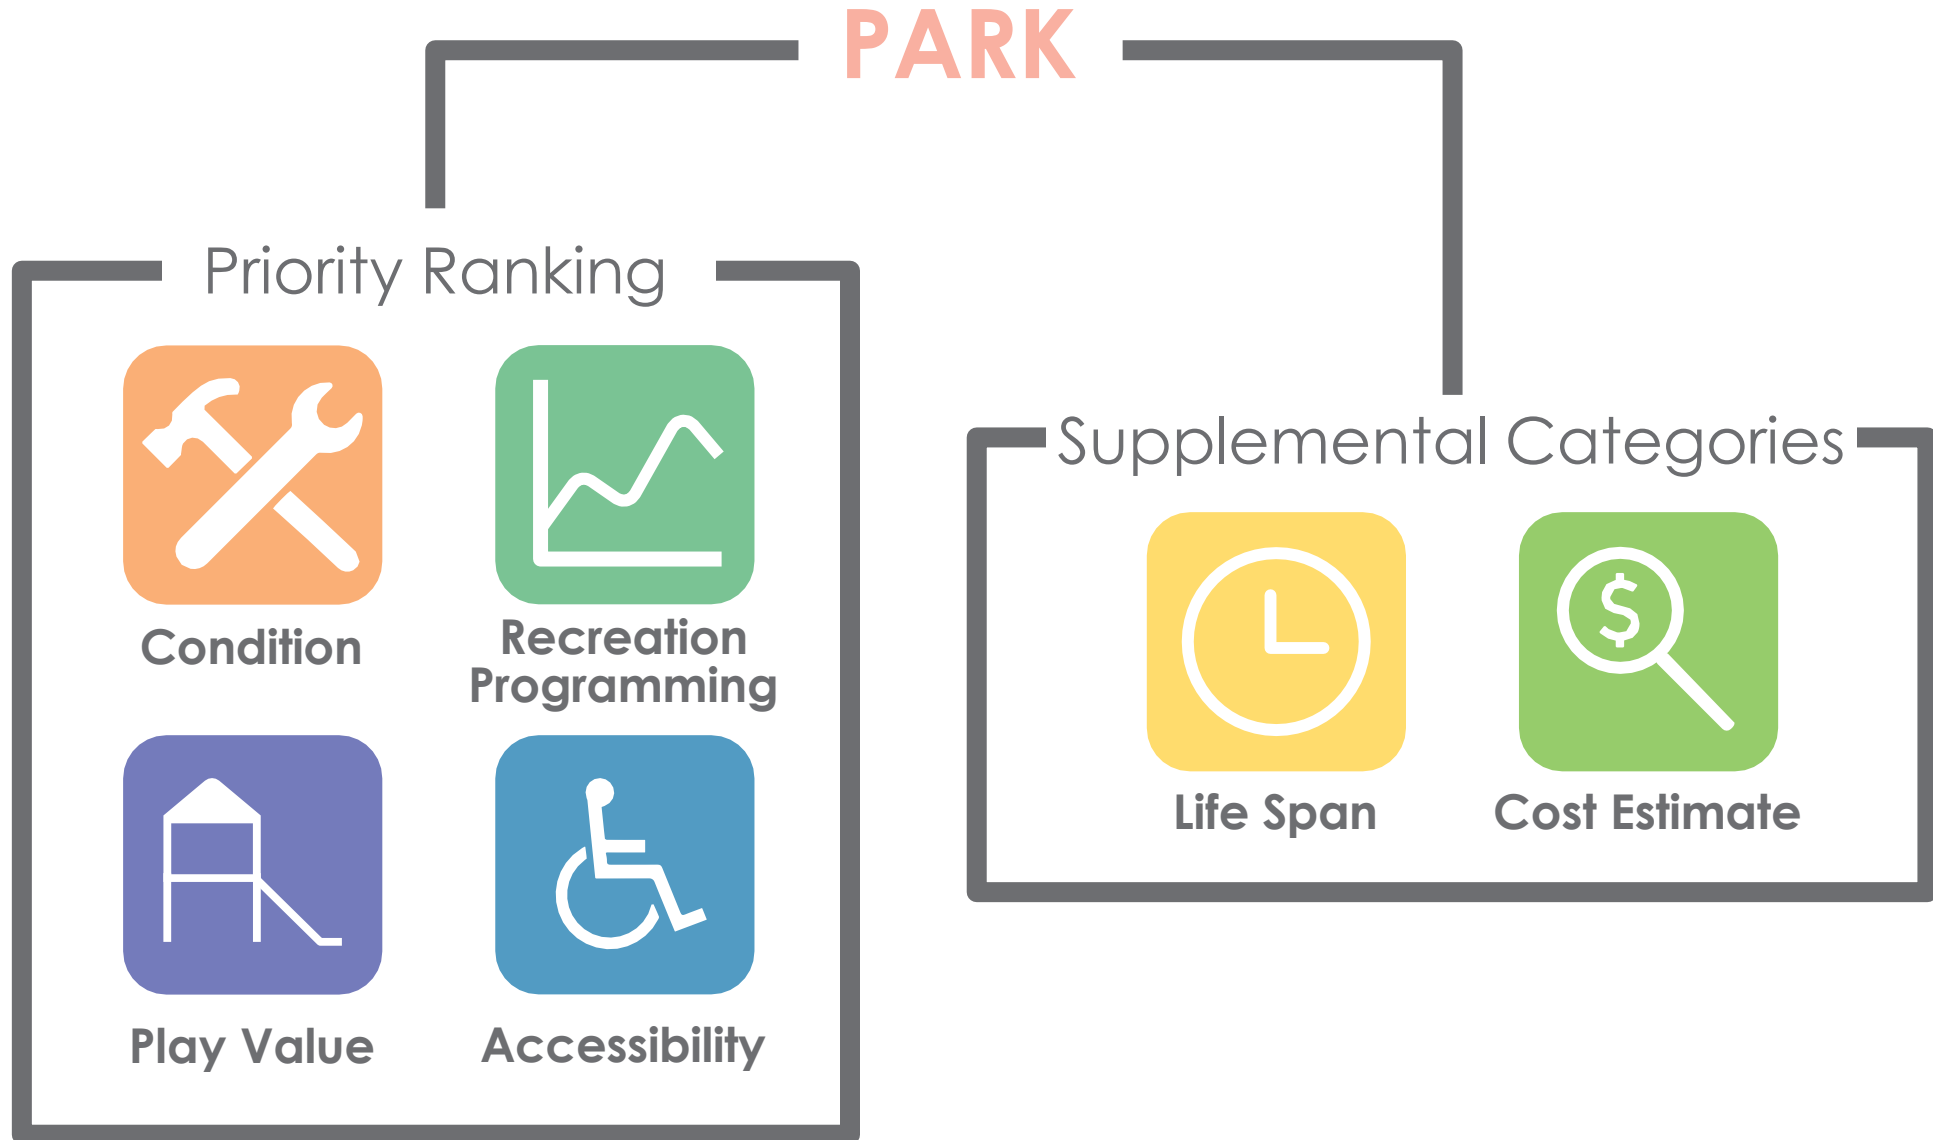 PARK
Priority Ranking
Condition
Recreation
Programming
Play Value
Accessibility
Supplemental Categories
$
Life Span
Cost Estimate